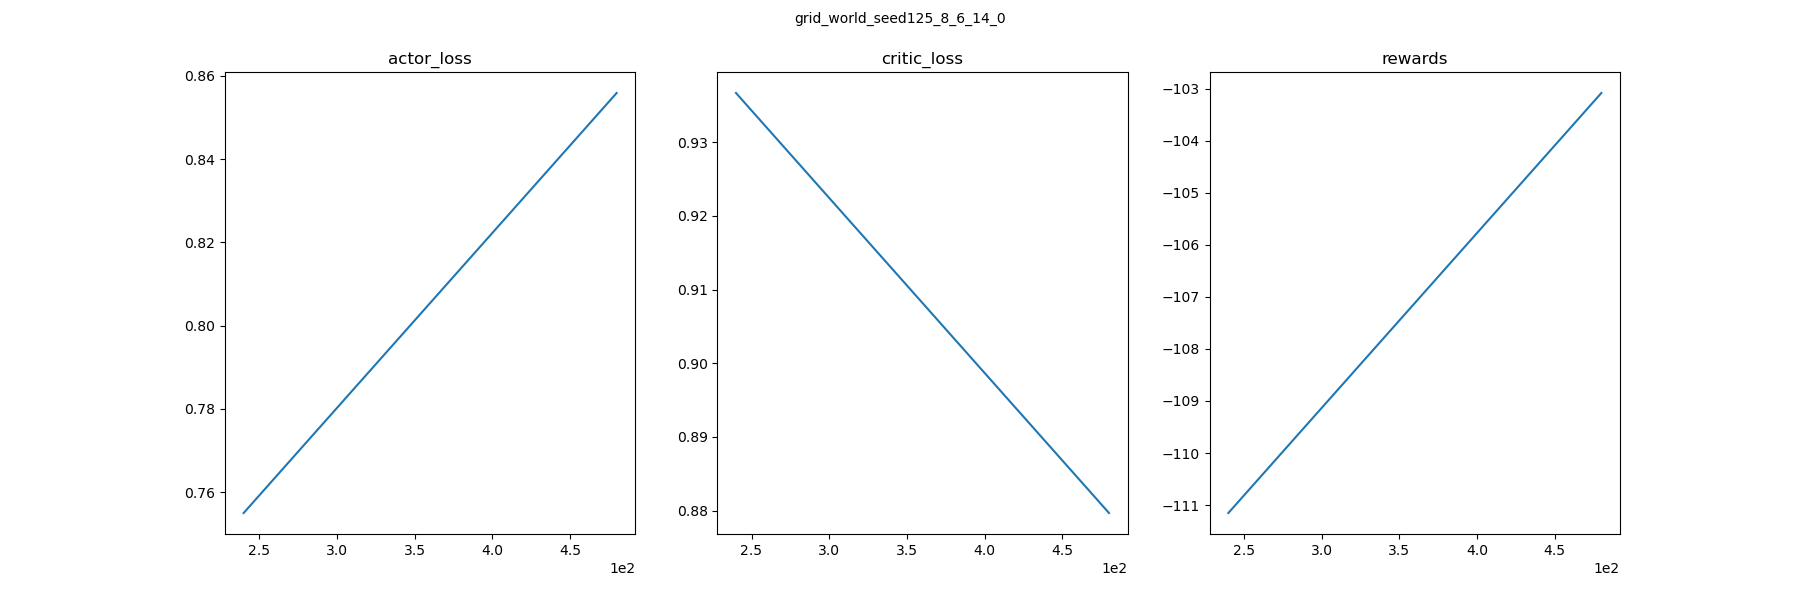 grid_world_seed125_8_6_14_0
actor_loss
0.86
0.84
0.82
0.80
0.78
0.76
2.5 3.0 3.5 4.0 4.5
1e2
critic_loss
0.93
0.92
0.91
0.90
0.89
0.88
2.5 3.0 3.5 4.0 4.5
1e2
rewards
−103
−104
−105
−106
−107
−108
−109
−110
−111
2.5 3.0 3.5 4.0 4.5
1e2